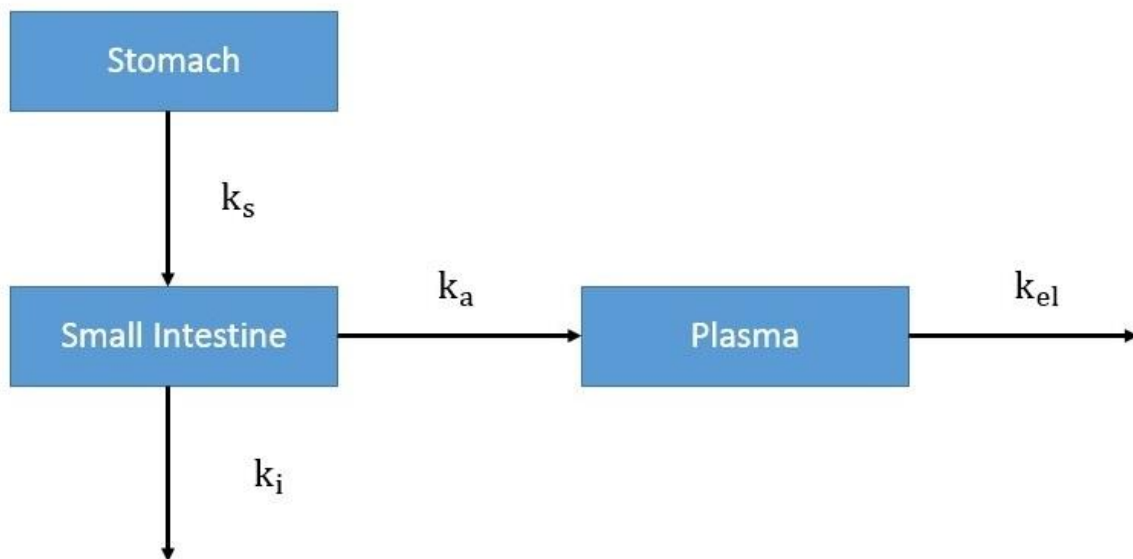 Stomach
kₛ
Small Intestine
kₐ
Plasma
kₑₗ
kᵢ